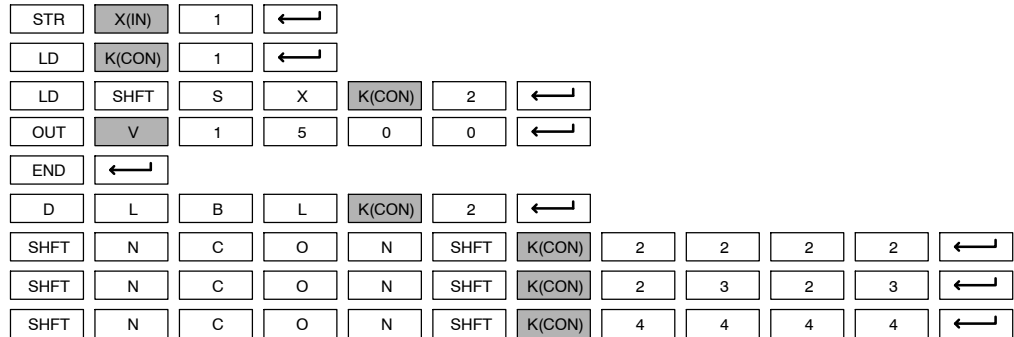 STR X(IN) 1
LD K(CON) 1
LD SHFT S X K(CON) 2
OUT V 1 5 0 0
END
D L B L K(CON) 2
SHFT N C O N SHFT K(CON) 2 2 2 2
SHFT N C O N SHFT K(CON) 2 3 2 3
SHFT N C O N SHFT K(CON) 4 4 4 4